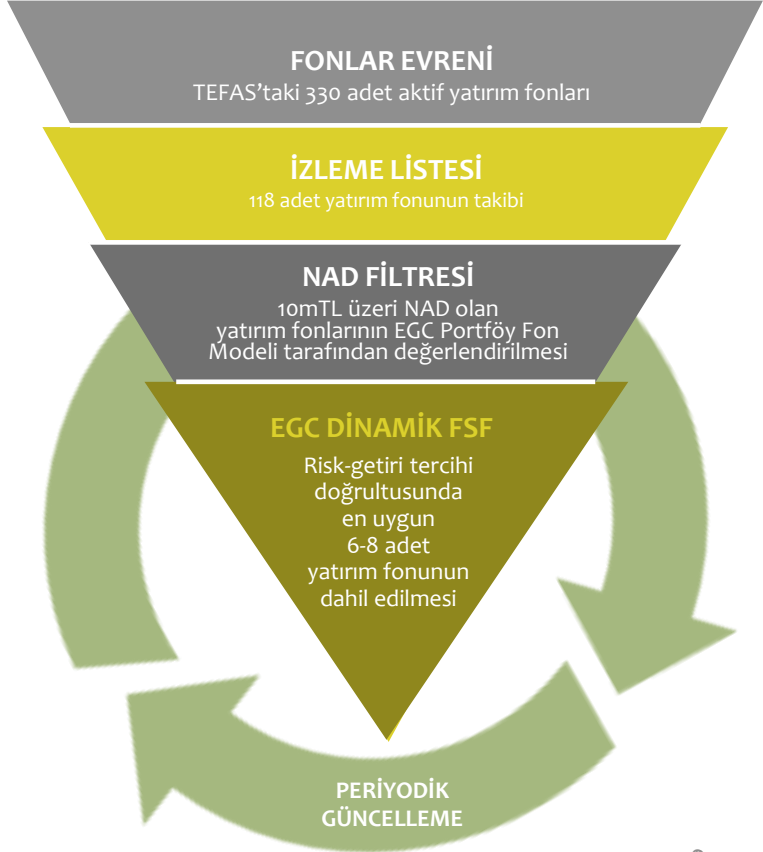 FONLAR EVRENİ
TEFAS’taki 330 adet aktif yatırım fonları
İZLEME LİSTESİ
118 adet yatırım fonunun takibi
NAD FİLTRESİ
10mTL üzeri NAD olan
yatırım fonlarının EGC Portföy Fon
Modeli tarafından değerlendirilmesi
EGC DİNAMİK FSF
Risk-getiri tercihi
doğrultusunda
en uygun
6-8 adet
yatırım fonunun
dahil edilmesi
PERİYODİK
GÜNCELLEME